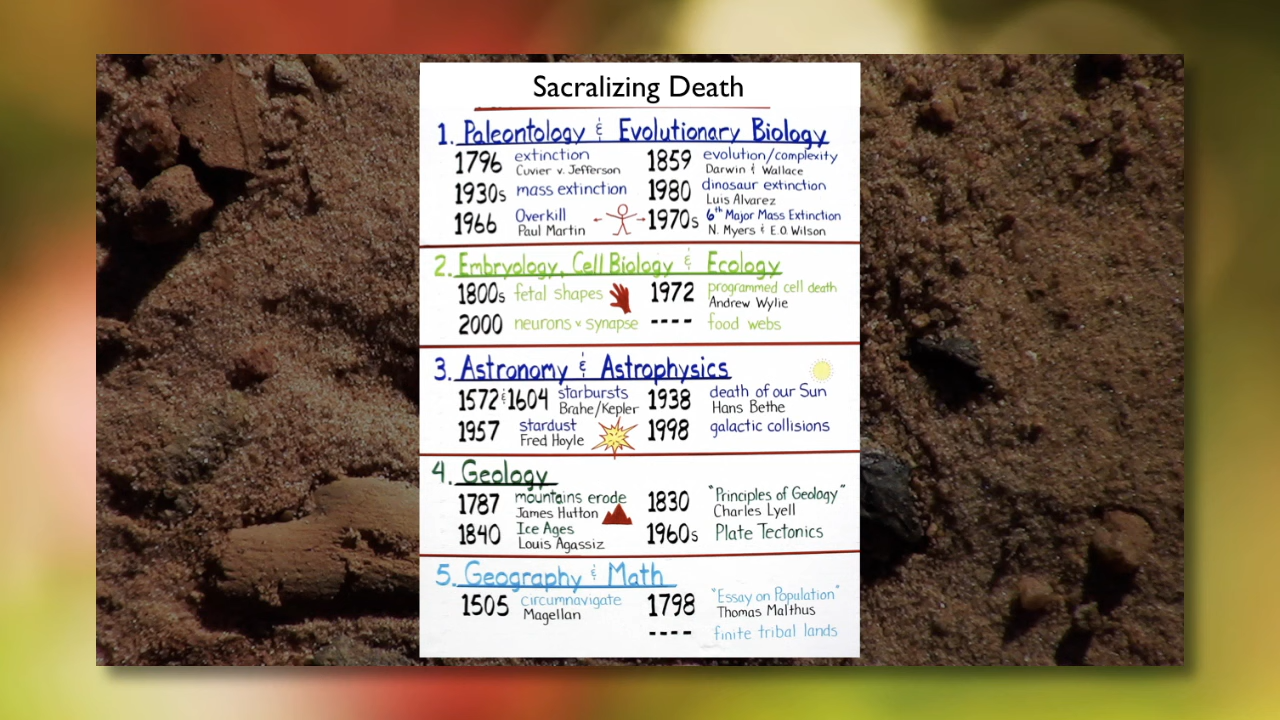 Sacralizing Death
1. Paleontology & Evolutionary Biology
1796 extinction
Cuvier v. Jefferson
1859 evolution/complexity
Darwin & Wallace
1930s mass extinction
1980 dinosaur extinction
Luis Alvarez
1966 Overkill
Paul Martin
1970s 6th Major Mass Extinction
N. Myers & E.O. Wilson
2. Embryology, Cell Biology & Ecology
1800s fetal shapes
1972 programmed cell death
Andrew Wylie
2000 neurons & synapse
---- food webs
3. Astronomy & Astrophysics
1572 & 1604 starbursts
Brahe/Kepler
1938 death of our Sun
Hans Bethe
1957 stardust
Fred Hoyle
1998 galactic collisions
4. Geology
1787 mountains erode
James Hutton
1830 "Principles of Geology"
Charles Lyell
1840 Ice Ages
Louis Agassiz
1960s Plate Tectonics
5. Geography & Math
1505 circumnavigate
Magellan
1798 "Essay on Population"
Thomas Malthus
---- finite tribal lands